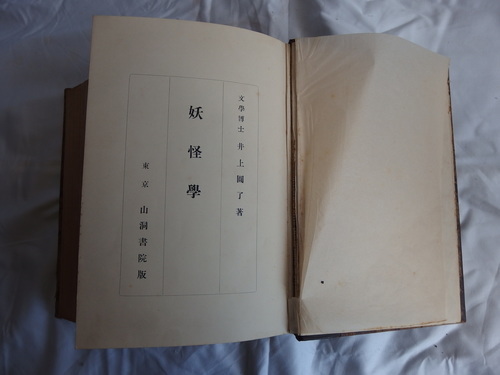 文學博士 井上圓了著
妖怪學
東京 山洞書院版